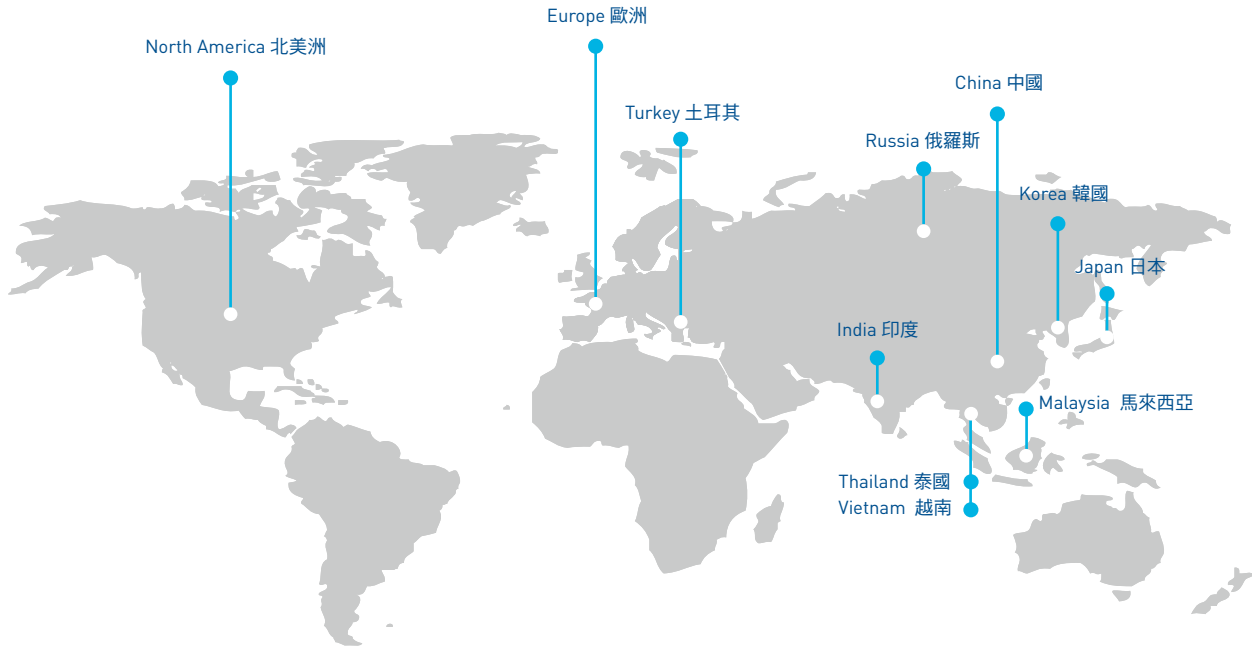 Europe 歐洲
North America 北美洲
China 中國
Turkey 土耳其
Russia 俄羅斯
Korea 韓國
Japan 日本
India 印度
Malaysia 馬來西亞
Thailand 泰國
Vietnam 越南